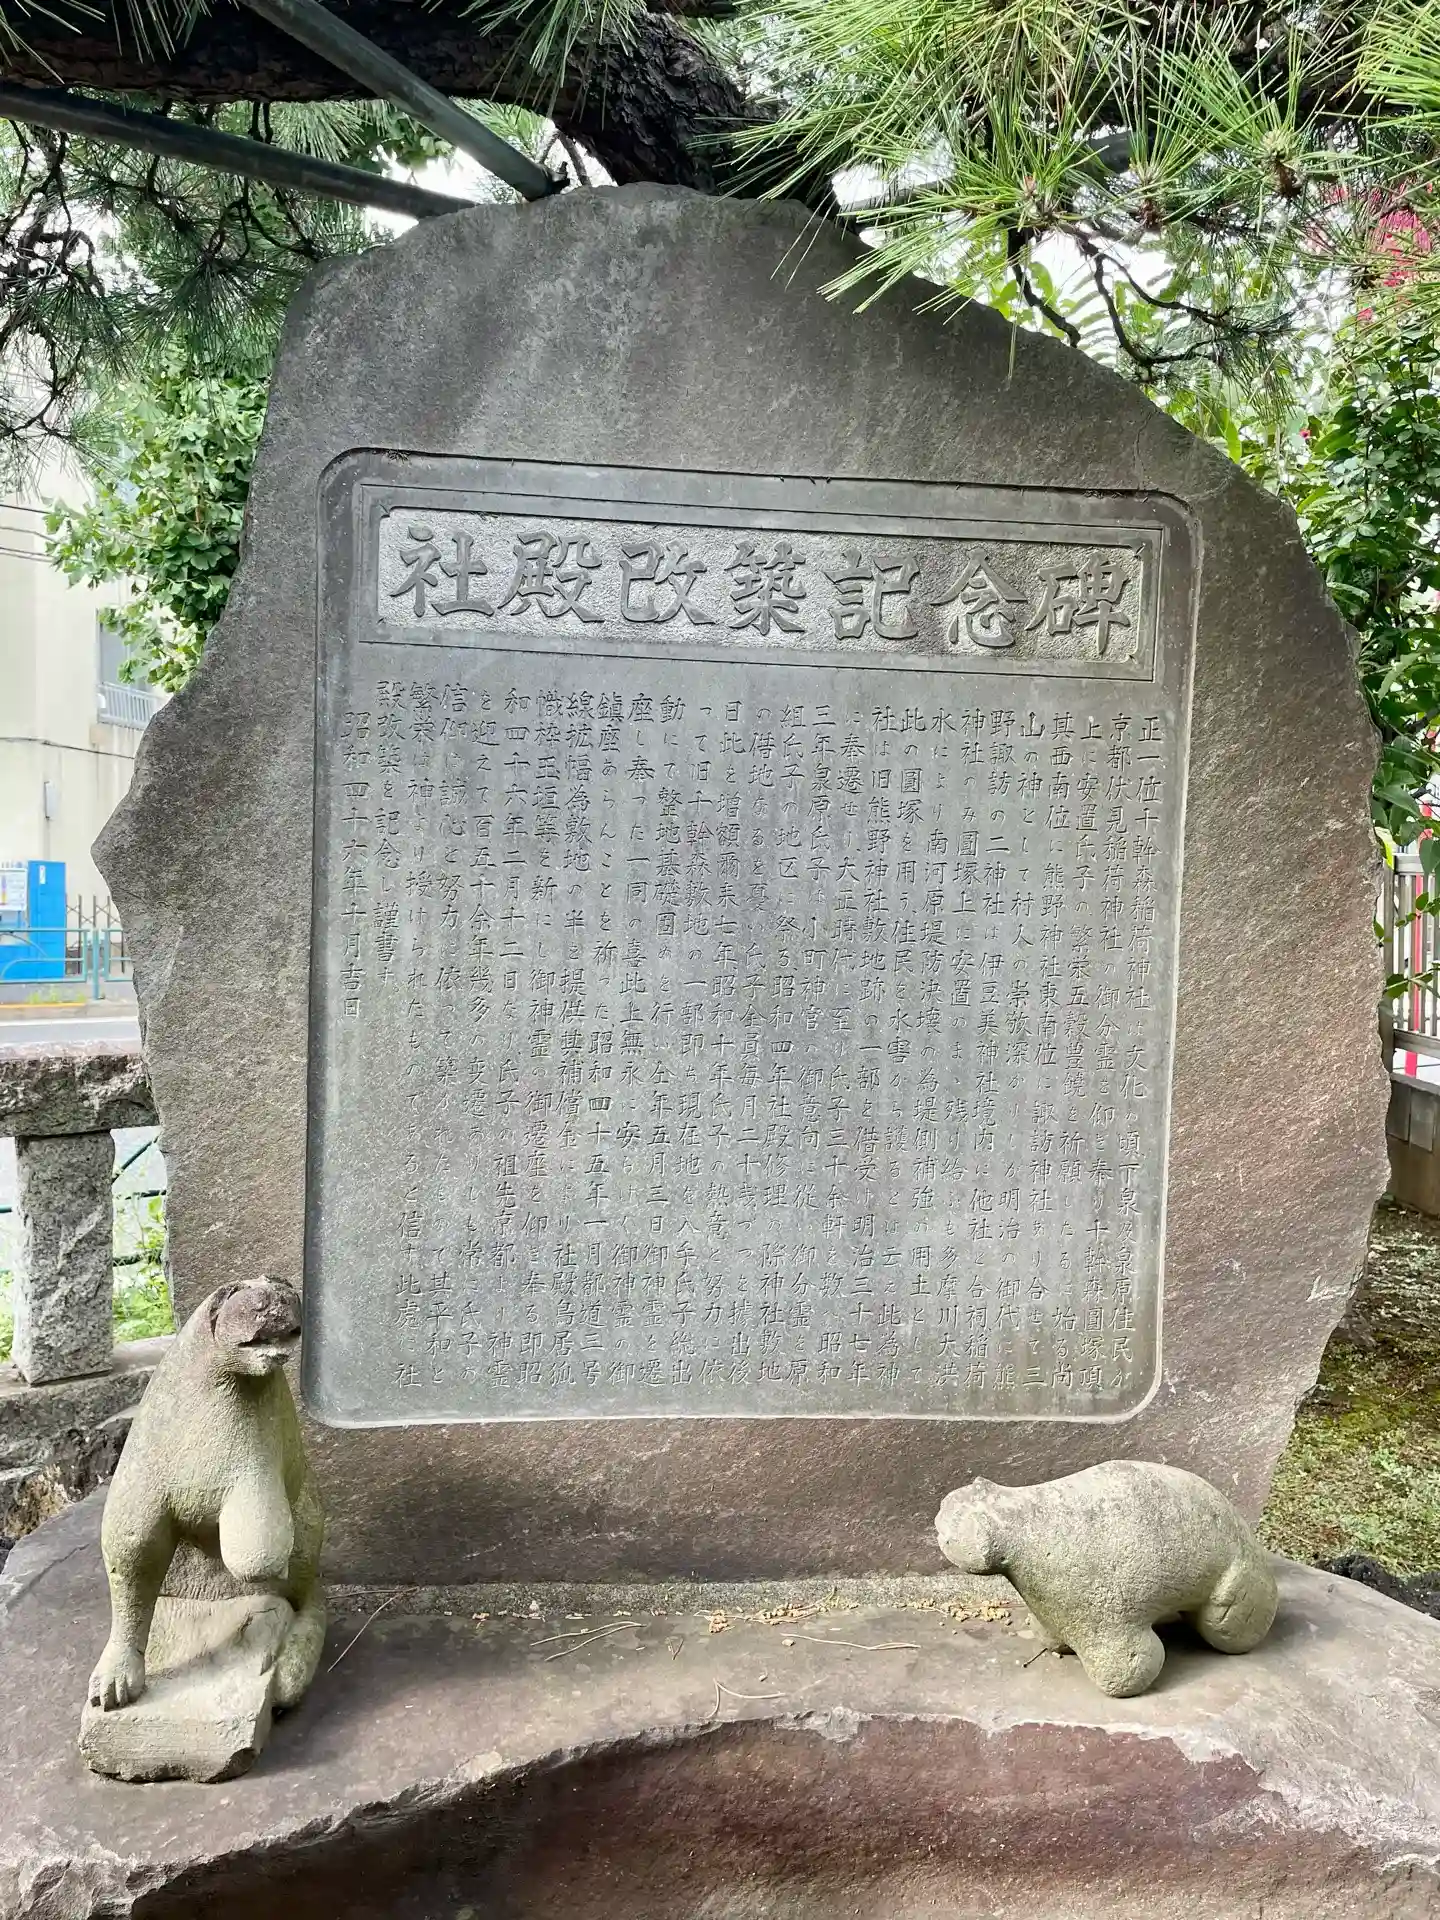 社殿改築記念碑
正一位千幹森稲荷神社は文化の頃下泉及泉原住民が
京都伏見稲荷神社の御分霊を仰ぎ奉り十幹森圓塚頂
上に安置氏子の繁栄五穀豊饒を祈願したるに始る尚
其西南位に熊野神社東南位に諏訪神社あり合せて三
山の神として村人の崇敬深かりしが明治の御代に熊
野諏訪の二神社は伊豆美神社境内に他社と合祠稲荷
神社のみ圓塚上に安置のまゝ残り給ふも多摩川大洪
水により南河原堤防決壊の為堤側補強の用土として
此の圓塚を用う、住民を水害から護るとは云え此為神
社は旧熊野神社敷地跡の一部を借受け明治三十七年
に奉遷せり、大正時代に至り氏子三十余軒を数へ昭和
三年泉原氏子は小町神官の御意向に従い御分霊を原
組氏子の地区に祭る、昭和四年社殿修理の際神社敷地
の借地なるを憂い氏子全員毎月二十銭づつを據出後
日此を増額爾来七年、昭和十年氏子の熱意と努力に依
って旧千幹森敷地の一部即ち現在地を入手氏子総出
動にて整地基礎固めを行い仝年五月三日御神霊を遷
座し奉った一同の喜此上無、永に安らけく御神霊の御
鎮座あらんことを祈った、昭和四十五年一月都道三号
線拡幅為敷地の半を提供其補償金により社殿鳥居狐
幟枠玉垣等を新にし御神霊の御遷座を仰ぎ奉る即昭
和四十六年二月十二日なり、氏子の祖先京都より神霊
を迎えて百五十余年幾多の変遷ありしも常に氏子の
信仰に誠心と努力に依って築かれたもので其平和と
繁栄は神より授けられたものであると信す此處に社
殿改築を記念し謹書す
昭和四十六年十月吉日